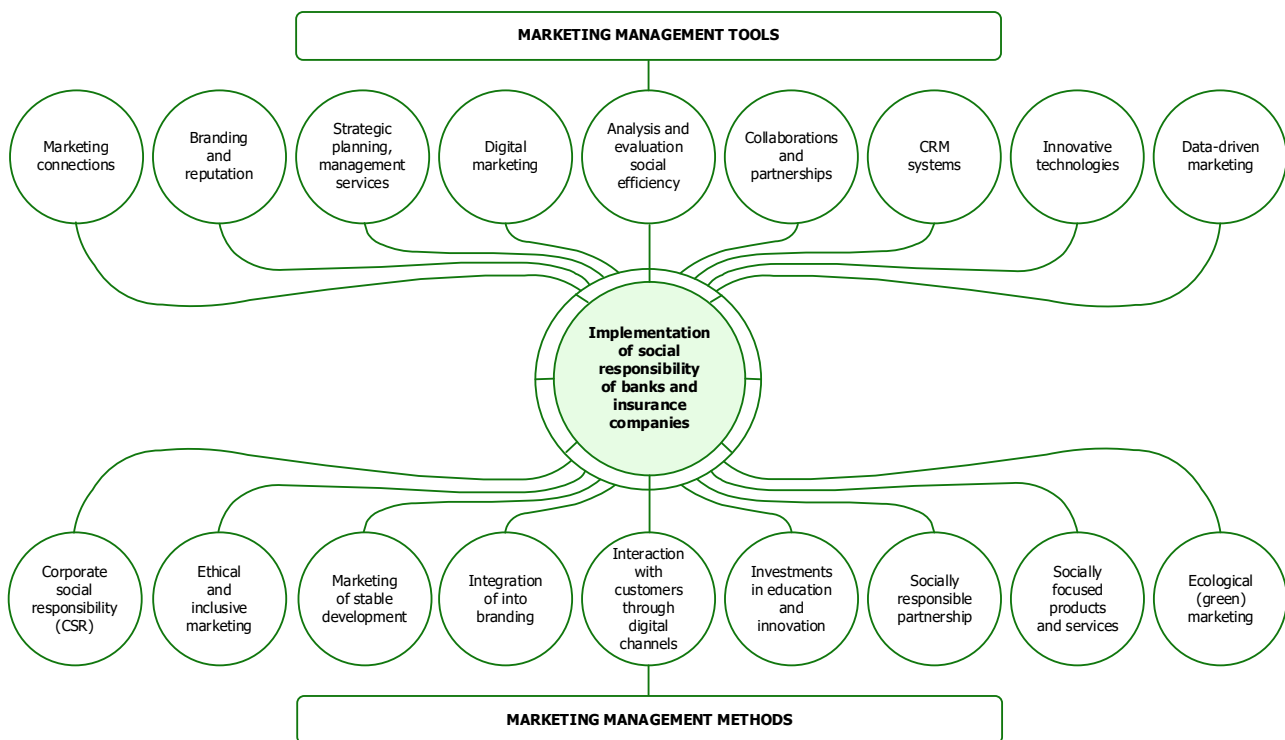 MARKETING MANAGEMENT TOOLS
Marketing
connections
Branding
and
reputation
Strategic
planning,
management
services
Digital
marketing
Analysis and
evaluation
social
efficiency
Collaborations
and
partnerships
CRM
systems
Innovative
technologies
Data-driven
marketing
Implementation
of social
responsibility
of banks and
insurance
companies
Corporate
social
responsibility
(CSR)
Ethical
and
inclusive
marketing
Marketing
of stable
development
Integration
of into
branding
Interaction
with
customers
through
digital
channels
Investments
in education
and
innovation
Socially
responsible
partnership
Socially
focused
products
and services
Ecological
(green)
marketing
MARKETING MANAGEMENT METHODS